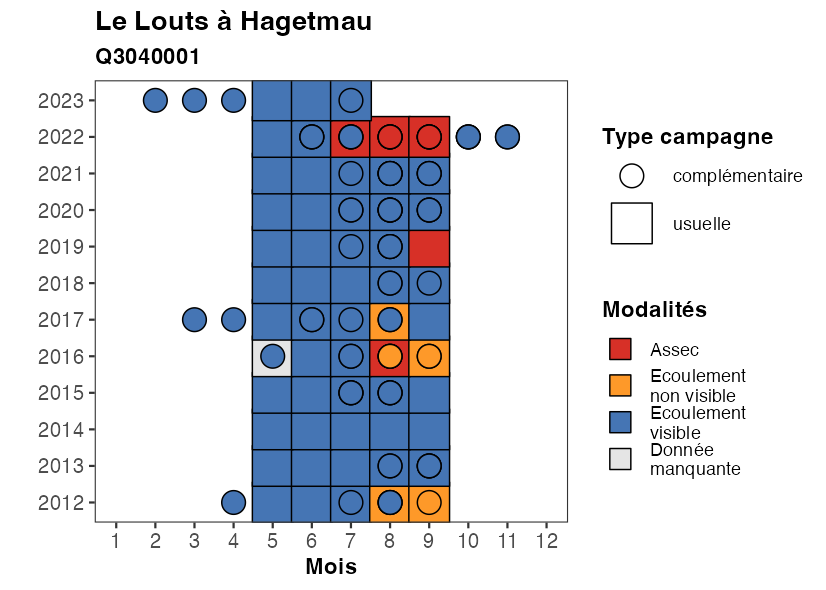 Le Louts à Hagetmau
Q3040001
2023
2022
2021
2020
2019
2018
2017
2016
2015
2014
2013
2012
1 2 3 4 5 6 7 8 9 10 11 12
Mois
Type campagne
complémentaire
usuelle
Modalités
Assec
Ecoulement
non visible
Ecoulement
visible
Donnée
manquante